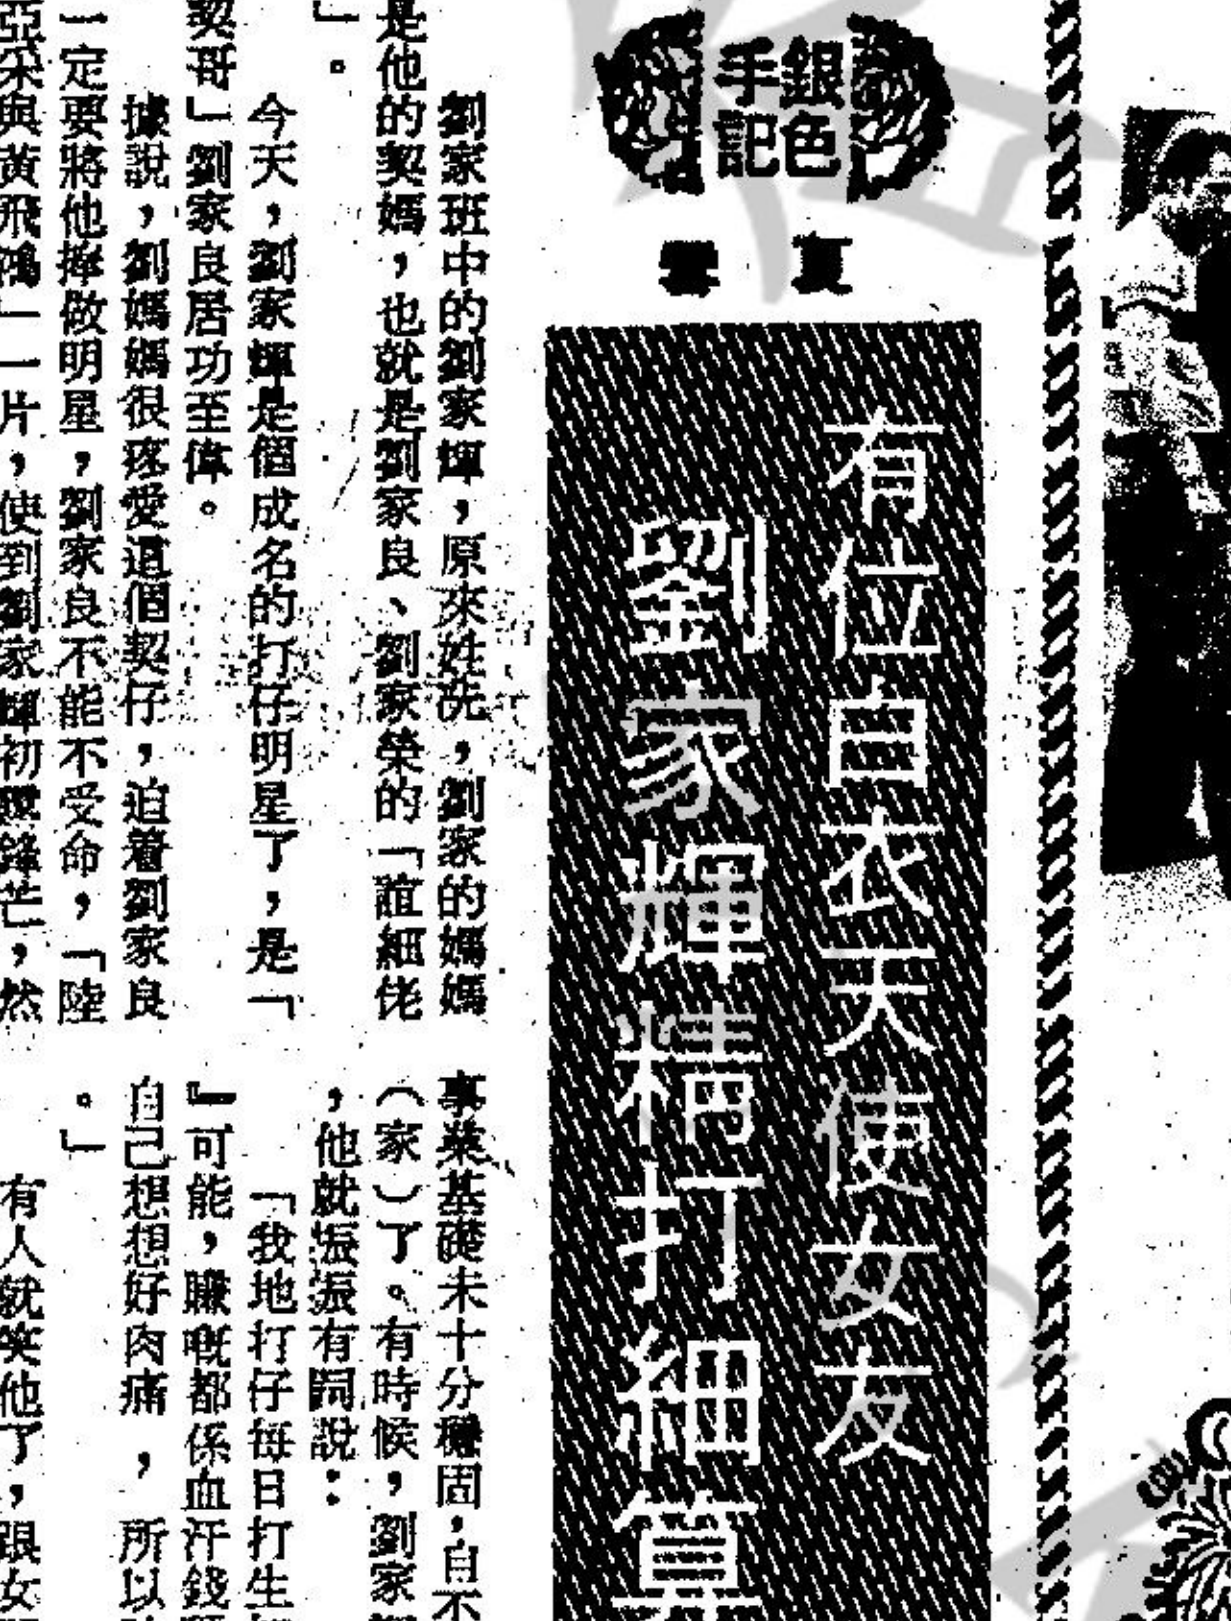 銀色
手記
夏
有位白衣天使女友
劉家輝精打細算
劉家班中的劉家輝，原來姓冼，劉家的媽媽
是他的契媽，也就是劉家良、劉家榮的「誼細佬
」。
今天，劉家輝是個成名的打仔明星了，是「
契哥」劉家良居功至偉。
據說，劉媽媽很疼愛這個契仔，迫着劉家良
一定要將他捧做明星，劉家良不能不受命，「陸
亞采與黃飛鴻」一片，使到劉家輝初露鋒芒，然
事業基礎未十分穩固，自不
（家）了。有時候，劉家
，他就振振有詞說：
「我地打仔每日打生
』可能，賺嘅都係血汗錢
自己想想好肉痛，所以
。」
有人就笑他了，跟女